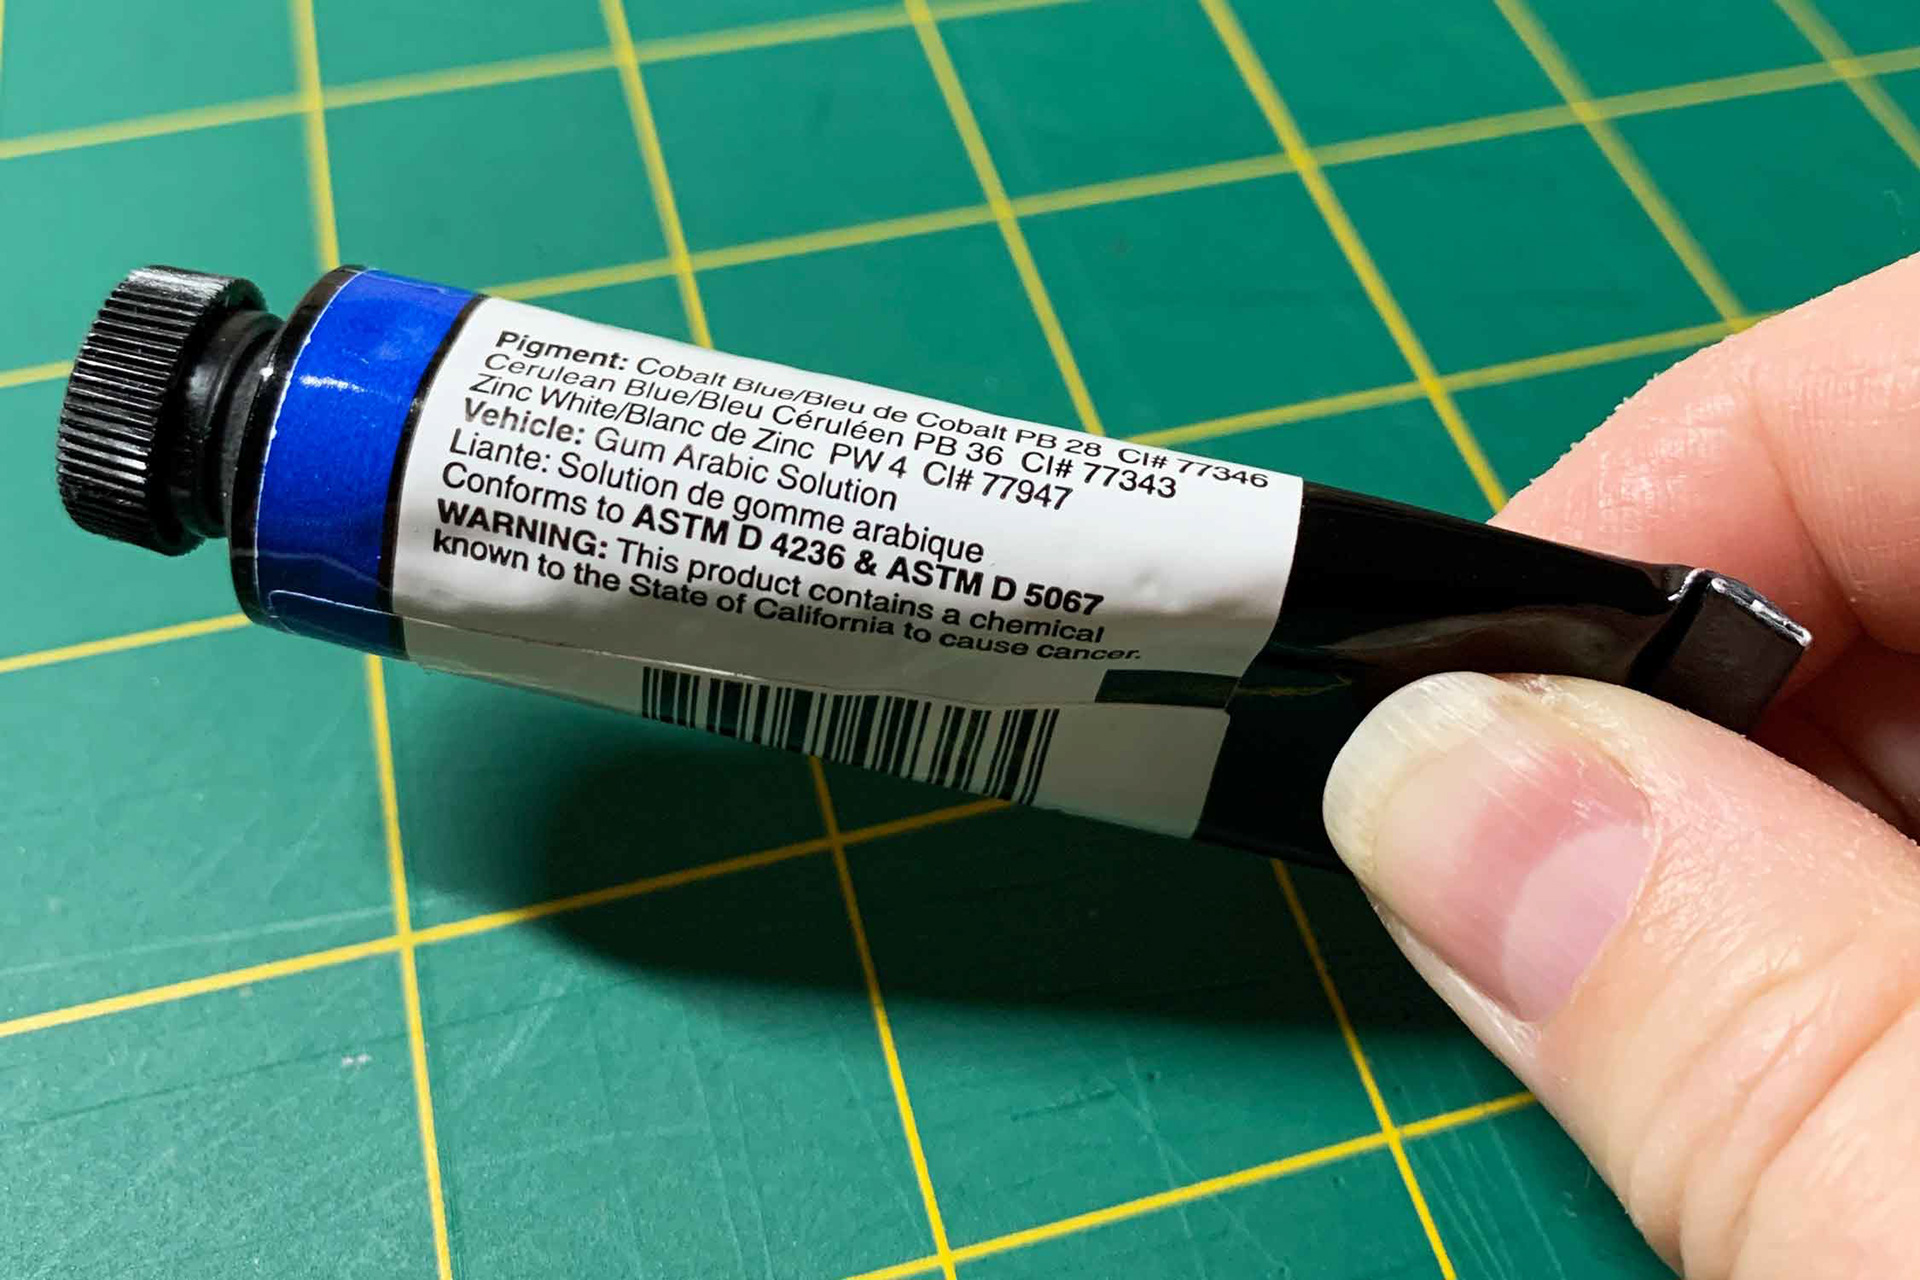 Pigment: Cobalt Blue/Bleu de Cobalt PB 28 CI# 77346
Cerulean Blue/Bleu Céruléen PB 36 CI# 77343
Zinc White/Blanc de Zinc PW 4 CI# 77947
Vehicle: Gum Arabic Solution
Liante: Solution de gomme arabique
Conforms to ASTM D 4236 & ASTM D 5067
WARNING: This product contains a chemical
known to the State of California to cause cancer.